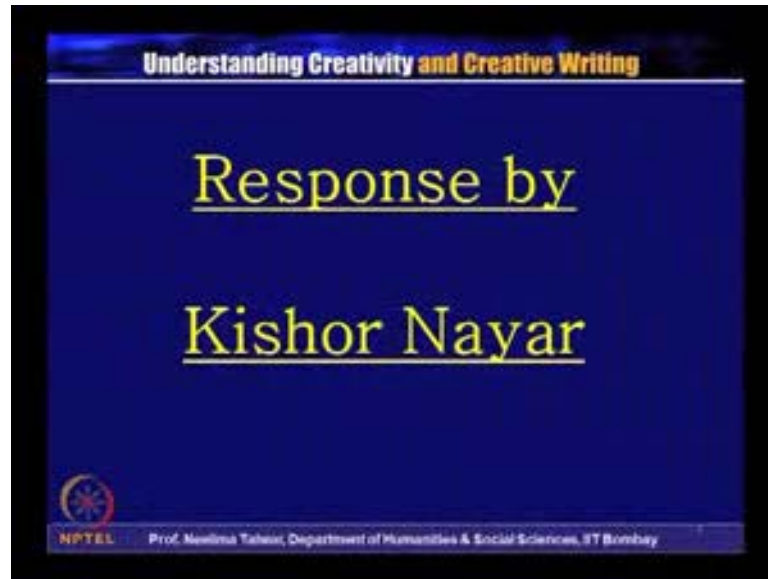 Understanding Creativity and Creative Writing
Response by
Kishor Nayar
NPTEL
Prof. Neelima Talwar, Department of Humanities & Social Sciences, IIT Bombay